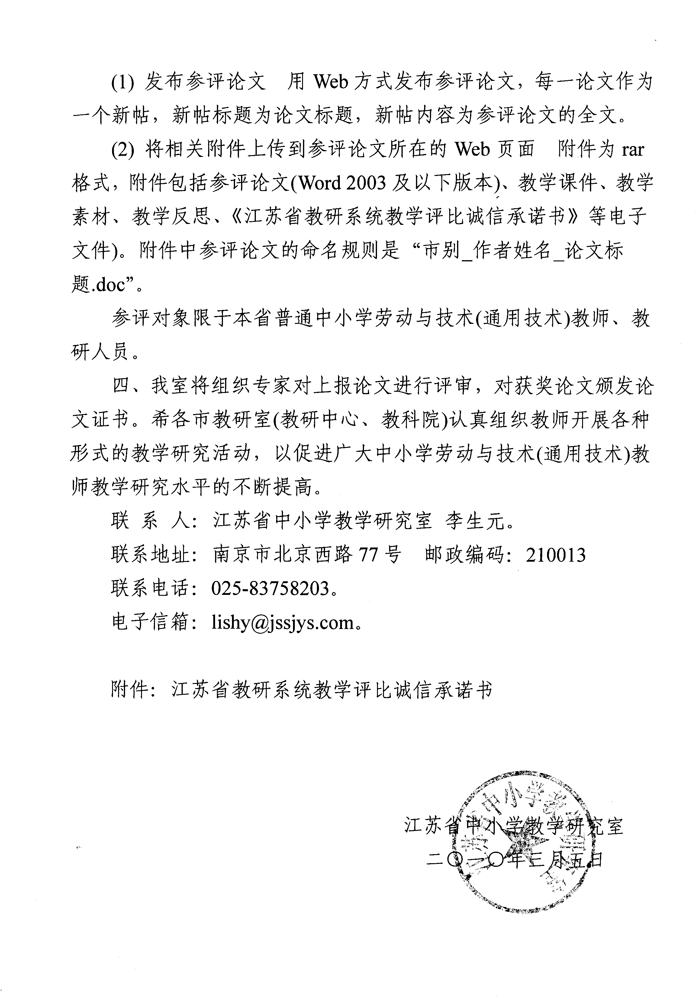 (1) 发布参评论文　用 Web 方式发布参评论文，每一论文作为
一个新帖，新帖标题为论文标题，新帖内容为参评论文的全文。
(2) 将相关附件上传到参评论文所在的 Web 页面　附件为 rar
格式，附件包括参评论文(Word 2003 及以下版本)、教学课件、教学
素材、教学反思、《江苏省教研系统教学评比诚信承诺书》等电子
文件)。附件中参评论文的命名规则是“市别_作者姓名_论文标
题.doc”。
参评对象限于本省普通中小学劳动与技术(通用技术)教师、教
研人员。
四、我室将组织专家对上报论文进行评审，对获奖论文颁发论
文证书。希各市教研室(教研中心、教科院)认真组织教师开展各种
形式的教学研究活动，以促进广大中小学劳动与技术(通用技术)教
师教学研究水平的不断提高。
联 系 人：江苏省中小学教学研究室 李生元。
联系地址：南京市北京西路 77 号　邮政编码：210013
联系电话：025-83758203。
电子信箱：lishy@jssjys.com。
附件：江苏省教研系统教学评比诚信承诺书
江苏省中小学教学研究室
二〇一〇年三月五日
江苏省中小学教学研究室